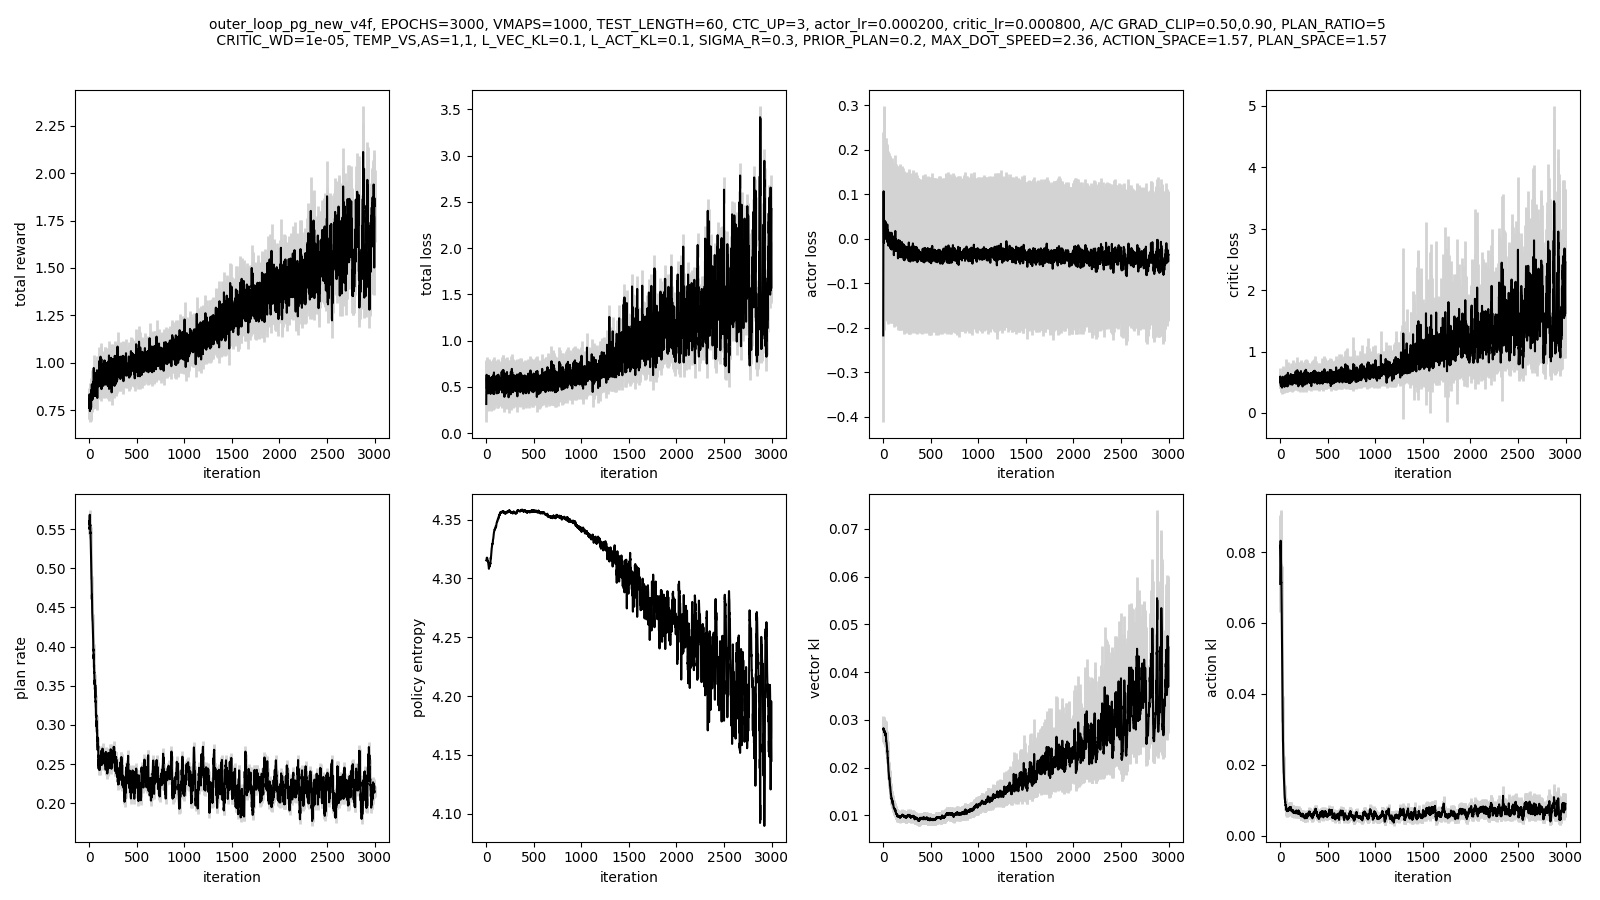 outer_loop_pg_new_v4f, EPOCHS=3000, VMAPS=1000, TEST_LENGTH=60, CTC_UP=3, actor_lr=0.000200, critic_lr=0.000800, A/C GRAD_CLIP=0.50,0.90, PLAN_RATIO=5
CRITIC_WD=1e-05, TEMP_VS,AS=1,1, L_VEC_KL=0.1, L_ACT_KL=0.1, SIGMA_R=0.3, PRIOR_PLAN=0.2, MAX_DOT_SPEED=2.36, ACTION_SPACE=1.57, PLAN_SPACE=1.57
total reward
2.25
2.00
1.75
1.50
1.25
1.00
0.75
0 500 1000 1500 2000 2500 3000
iteration
total loss
3.5
3.0
2.5
2.0
1.5
1.0
0.5
0.0
0 500 1000 1500 2000 2500 3000
iteration
actor loss
0.3
0.2
0.1
0.0
−0.1
−0.2
−0.3
−0.4
0 500 1000 1500 2000 2500 3000
iteration
critic loss
5
4
3
2
1
0
0 500 1000 1500 2000 2500 3000
iteration
plan rate
0.55
0.50
0.45
0.40
0.35
0.30
0.25
0.20
0 500 1000 1500 2000 2500 3000
iteration
policy entropy
4.35
4.30
4.25
4.20
4.15
4.10
0 500 1000 1500 2000 2500 3000
iteration
vector kl
0.07
0.06
0.05
0.04
0.03
0.02
0.01
0 500 1000 1500 2000 2500 3000
iteration
action kl
0.08
0.06
0.04
0.02
0.00
0 500 1000 1500 2000 2500 3000
iteration